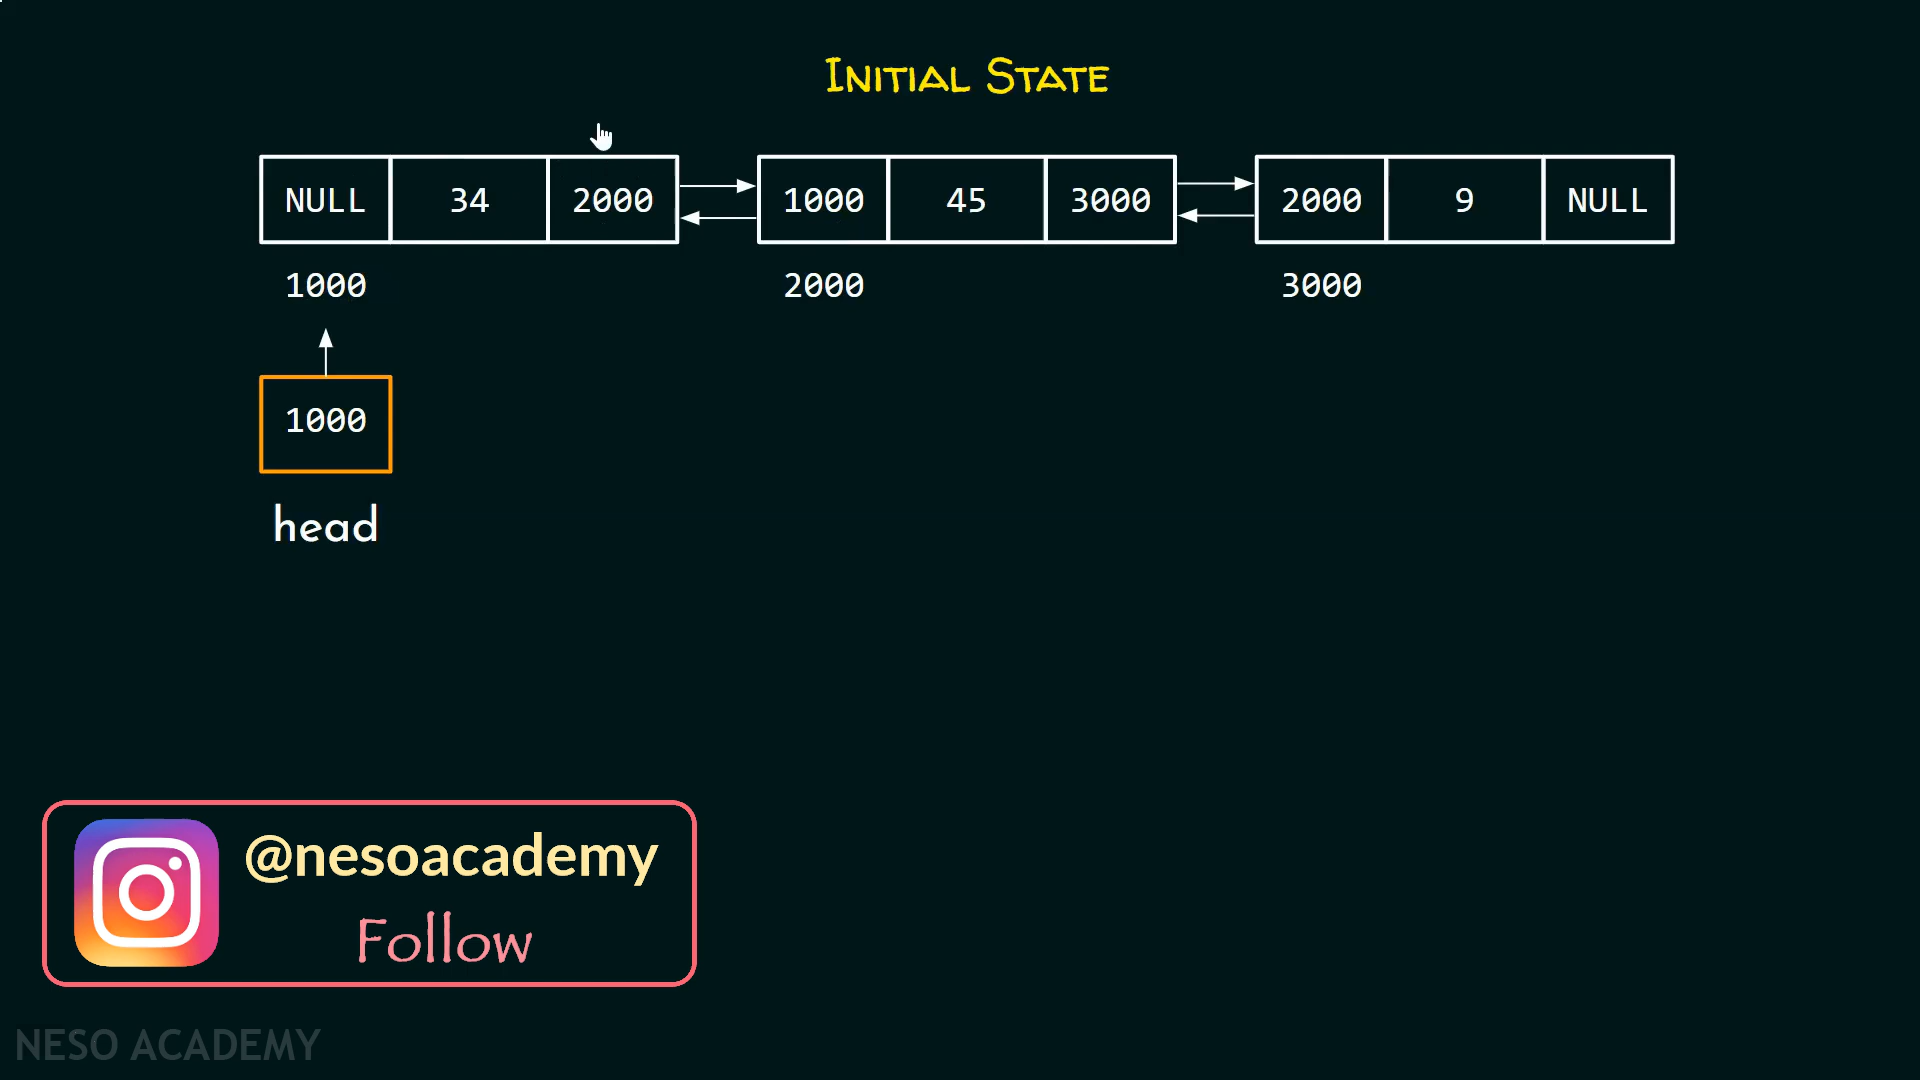 INITIAL STATE
NULL 34 2000 1000 45 3000 2000 9 NULL
1000 2000 3000
1000
head
@nesoacademy
Follow
NESO ACADEMY